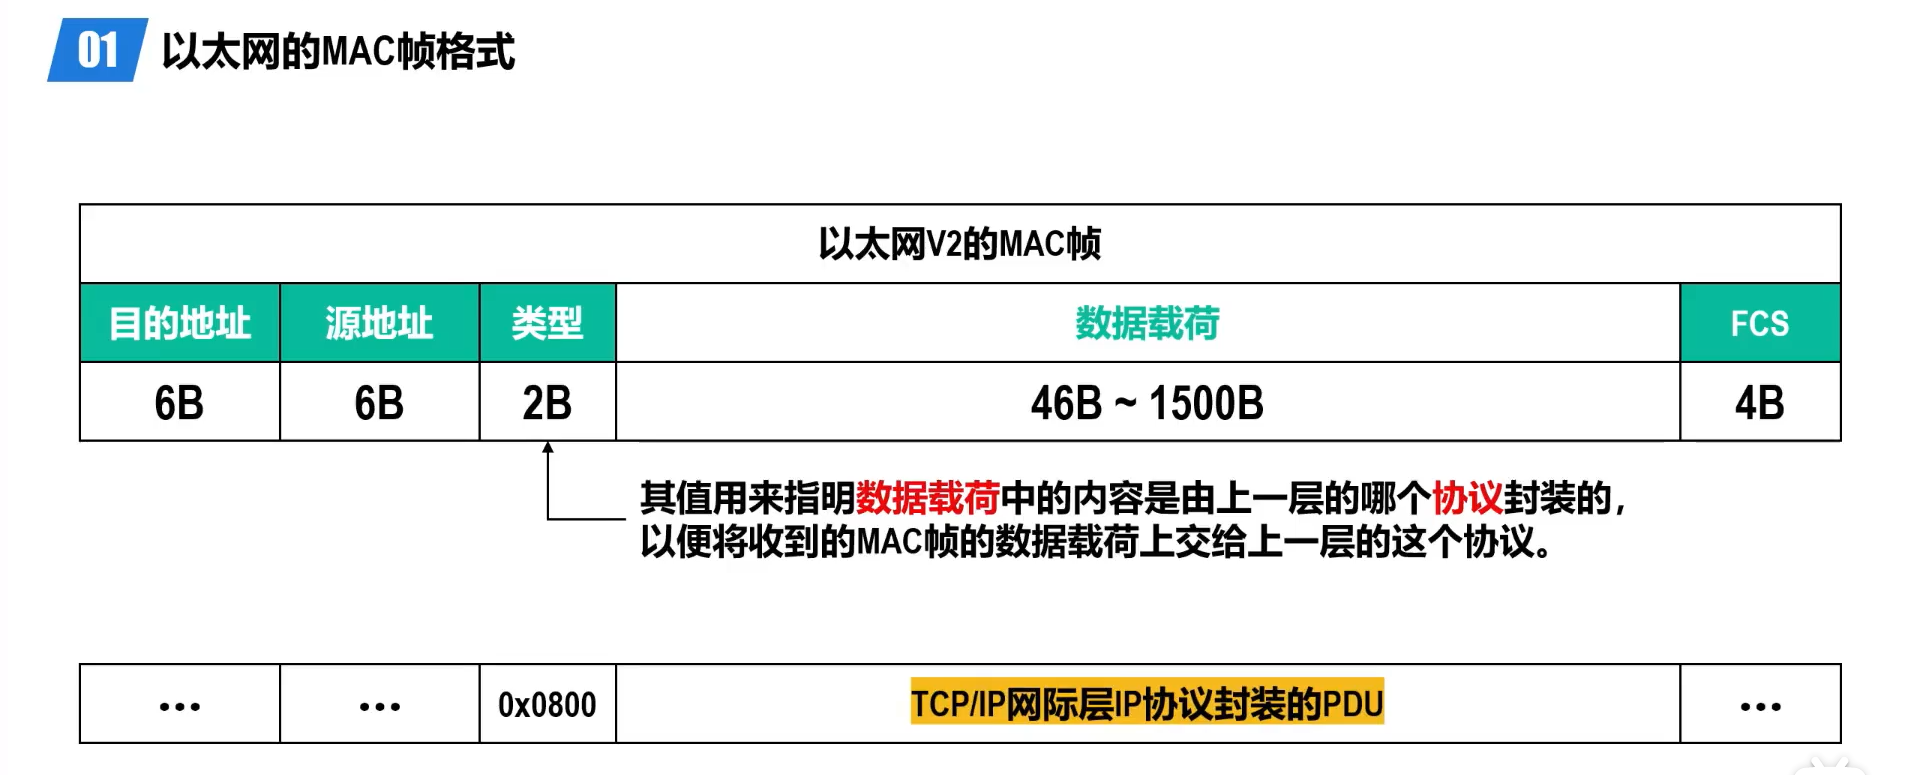 01 以太网的MAC帧格式
以太网V2的MAC帧
目的地址 源地址 类型 数据载荷 FCS
6B 6B 2B 46B ~ 1500B 4B
其值用来指明数据载荷中的内容是由上一层的哪个协议封装的，
以便将收到的MAC帧的数据载荷上交给上一层的这个协议。
... ... 0x0800 TCP/IP网际层IP协议封装的PDU ...